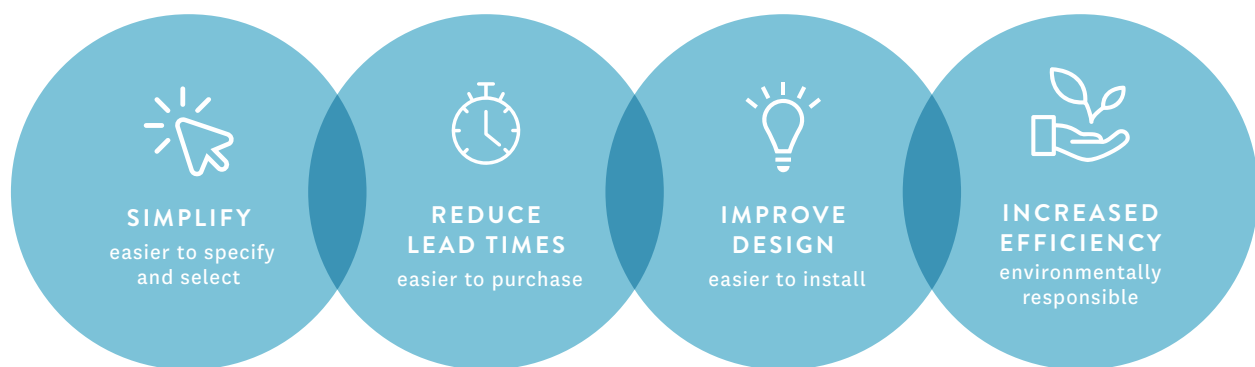 SIMPLIFY
easier to specify
and select
REDUCE
LEAD TIMES
easier to purchase
IMPROVE
DESIGN
easier to install
INCREASED
EFFICIENCY
environmentally
responsible